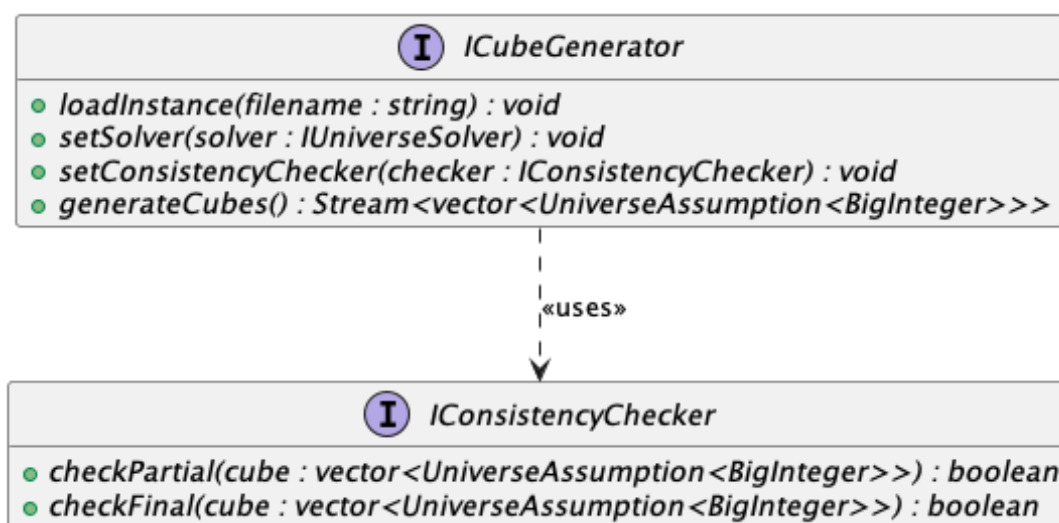 I ICubeGenerator
loadInstance(filename : string) : void
setSolver(solver : IUniverseSolver) : void
setConsistencyChecker(checker : IConsistencyChecker) : void
generateCubes() : Stream<vector<UniverseAssumption<BigInteger>>>
«uses»
I IConsistencyChecker
checkPartial(cube : vector<UniverseAssumption<BigInteger>>) : boolean
checkFinal(cube : vector<UniverseAssumption<BigInteger>>) : boolean